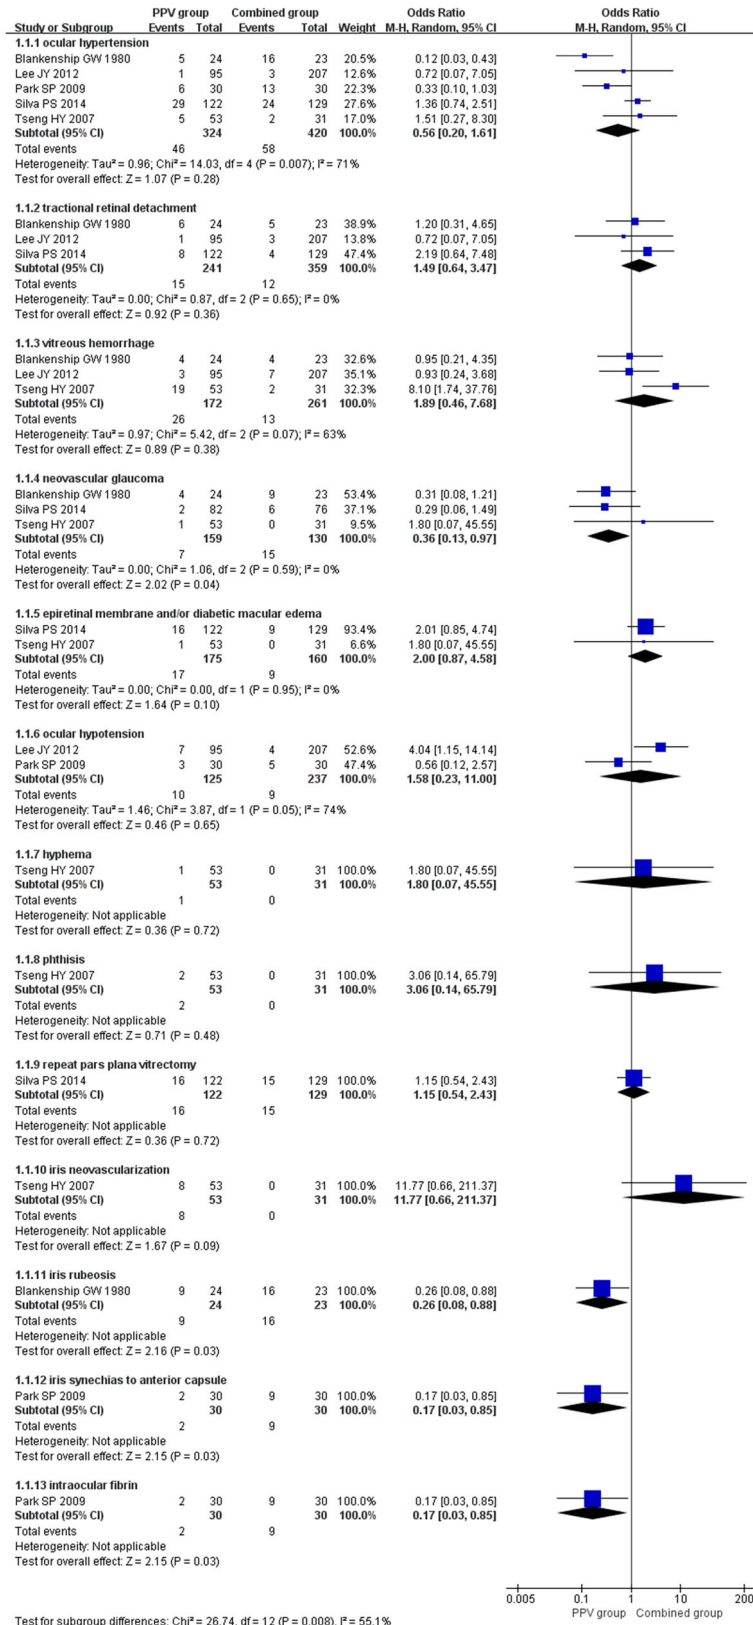 PPV group Combined group Odds Ratio Odds Ratio
Study or Subgroup Events Total Events Total Weight M-H, Random, 95% CI M-H, Random, 95% CI
1.1.1 ocular hypertension
Blankenship GW 1980 5 24 16 23 20.5% 0.12 [0.03, 0.43]
Lee JY 2012 1 95 3 207 12.6% 0.72 [0.07, 7.05]
Park SP 2009 6 30 13 30 22.3% 0.33 [0.10, 1.03]
Silva PS 2014 29 122 24 129 27.6% 1.36 [0.74, 2.51]
Tseng HY 2007 5 53 2 31 17.0% 1.51 [0.27, 8.30]
Subtotal (95% CI) 324 420 100.0% 0.56 [0.20, 1.61]
Total events 46 58
Heterogeneity: Tau² = 0.96; Chi² = 14.03, df = 4 (P = 0.007); I² = 71%
Test for overall effect: Z = 1.07 (P = 0.28)
1.1.2 tractional retinal detachment
Blankenship GW 1980 6 24 5 23 38.9% 1.20 [0.31, 4.65]
Lee JY 2012 1 95 3 207 13.8% 0.72 [0.07, 7.05]
Silva PS 2014 8 122 4 129 47.4% 2.19 [0.64, 7.48]
Subtotal (95% CI) 241 359 100.0% 1.49 [0.64, 3.47]
Total events 15 12
Heterogeneity: Tau² = 0.00; Chi² = 0.87, df = 2 (P = 0.65); I² = 0%
Test for overall effect: Z = 0.92 (P = 0.36)
1.1.3 vitreous hemorrhage
Blankenship GW 1980 4 24 4 23 32.6% 0.95 [0.21, 4.35]
Lee JY 2012 3 95 7 207 35.1% 0.93 [0.24, 3.68]
Tseng HY 2007 19 53 2 31 32.3% 8.10 [1.74, 37.76]
Subtotal (95% CI) 172 261 100.0% 1.89 [0.46, 7.68]
Total events 26 13
Heterogeneity: Tau² = 0.97; Chi² = 5.42, df = 2 (P = 0.07); I² = 63%
Test for overall effect: Z = 0.89 (P = 0.38)
1.1.4 neovascular glaucoma
Blankenship GW 1980 4 24 9 23 53.4% 0.31 [0.08, 1.21]
Silva PS 2014 2 82 6 76 37.1% 0.29 [0.06, 1.49]
Tseng HY 2007 1 53 0 31 9.5% 1.80 [0.07, 45.55]
Subtotal (95% CI) 159 130 100.0% 0.36 [0.13, 0.97]
Total events 7 15
Heterogeneity: Tau² = 0.00; Chi² = 1.06, df = 2 (P = 0.59); I² = 0%
Test for overall effect: Z = 2.02 (P = 0.04)
1.1.5 epiretinal membrane and/or diabetic macular edema
Silva PS 2014 16 122 9 129 93.4% 2.01 [0.85, 4.74]
Tseng HY 2007 1 53 0 31 6.6% 1.80 [0.07, 45.55]
Subtotal (95% CI) 175 160 100.0% 2.00 [0.87, 4.58]
Total events 17 9
Heterogeneity: Tau² = 0.00; Chi² = 0.00, df = 1 (P = 0.95); I² = 0%
Test for overall effect: Z = 1.64 (P = 0.10)
1.1.6 ocular hypotension
Lee JY 2012 7 95 4 207 52.6% 4.04 [1.15, 14.14]
Park SP 2009 3 30 5 30 47.4% 0.56 [0.12, 2.57]
Subtotal (95% CI) 125 237 100.0% 1.58 [0.23, 11.00]
Total events 10 9
Heterogeneity: Tau² = 1.46; Chi² = 3.87, df = 1 (P = 0.05); I² = 74%
Test for overall effect: Z = 0.46 (P = 0.65)
1.1.7 hyphema
Tseng HY 2007 1 53 0 31 100.0% 1.80 [0.07, 45.55]
Subtotal (95% CI) 53 31 100.0% 1.80 [0.07, 45.55]
Total events 1 0
Heterogeneity: Not applicable
Test for overall effect: Z = 0.36 (P = 0.72)
1.1.8 phthisis
Tseng HY 2007 2 53 0 31 100.0% 3.06 [0.14, 65.79]
Subtotal (95% CI) 53 31 100.0% 3.06 [0.14, 65.79]
Total events 2 0
Heterogeneity: Not applicable
Test for overall effect: Z = 0.71 (P = 0.48)
1.1.9 repeat pars plana vitrectomy
Silva PS 2014 16 122 15 129 100.0% 1.15 [0.54, 2.43]
Subtotal (95% CI) 122 129 100.0% 1.15 [0.54, 2.43]
Total events 16 15
Heterogeneity: Not applicable
Test for overall effect: Z = 0.36 (P = 0.72)
1.1.10 iris neovascularization
Tseng HY 2007 8 53 0 31 100.0% 11.77 [0.66, 211.37]
Subtotal (95% CI) 53 31 100.0% 11.77 [0.66, 211.37]
Total events 8 0
Heterogeneity: Not applicable
Test for overall effect: Z = 1.67 (P = 0.09)
1.1.11 iris rubeosis
Blankenship GW 1980 9 24 16 23 100.0% 0.26 [0.08, 0.88]
Subtotal (95% CI) 24 23 100.0% 0.26 [0.08, 0.88]
Total events 9 16
Heterogeneity: Not applicable
Test for overall effect: Z = 2.16 (P = 0.03)
1.1.12 iris synechias to anterior capsule
Park SP 2009 2 30 9 30 100.0% 0.17 [0.03, 0.85]
Subtotal (95% CI) 30 30 100.0% 0.17 [0.03, 0.85]
Total events 2 9
Heterogeneity: Not applicable
Test for overall effect: Z = 2.15 (P = 0.03)
1.1.13 intraocular fibrin
Park SP 2009 2 30 9 30 100.0% 0.17 [0.03, 0.85]
Subtotal (95% CI) 30 30 100.0% 0.17 [0.03, 0.85]
Total events 2 9
Heterogeneity: Not applicable
Test for overall effect: Z = 2.15 (P = 0.03)
0.005 0.1 1 10 200
PPV group Combined group
Test for subgroup differences: Chi² = 26.74, df = 12 (P = 0.008), I² = 55.1%